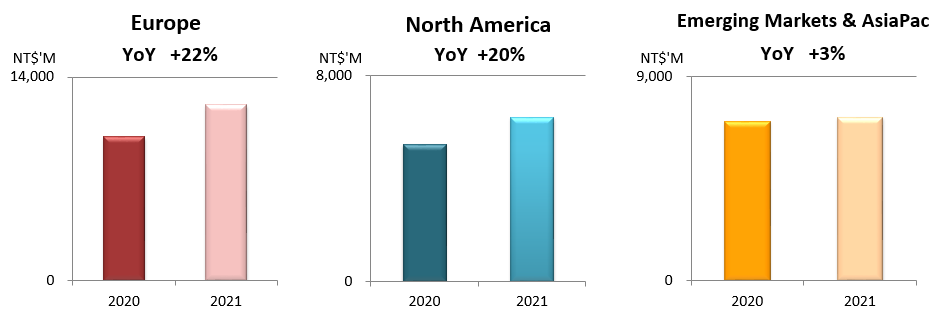 Europe
YoY +22%
NT$'M
14,000
0
2020 2021
North America
YoY +20%
NT$'M
8,000
0
2020 2021
Emerging Markets & AsiaPac
YoY +3%
NT$'M
9,000
0
2020 2021